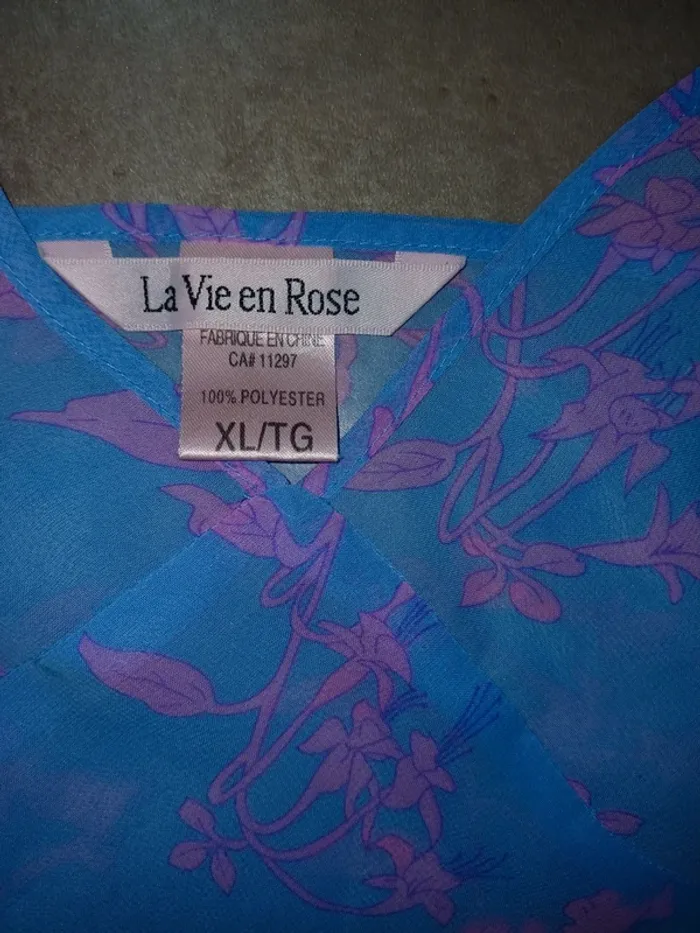 La Vie en Rose
FABRIQUE EN CHINE
CA# 11297
100% POLYESTER
XL/TG